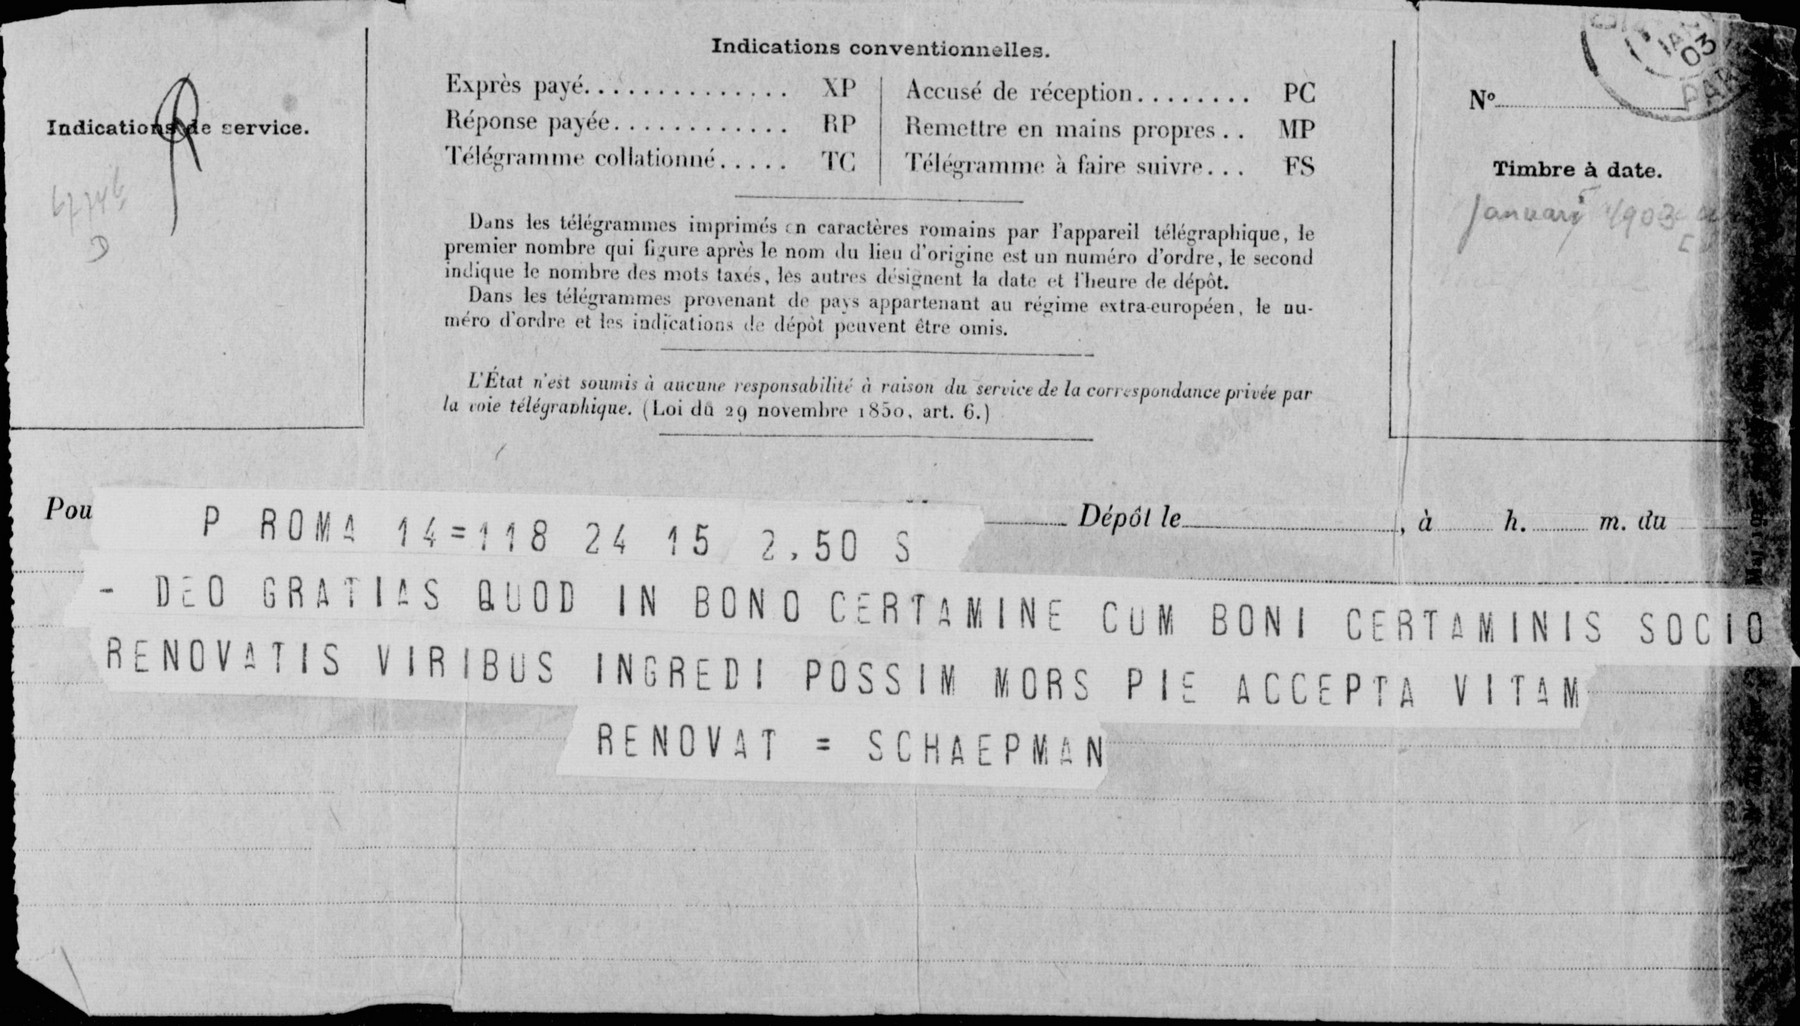 Indications de service.
67746
D
Indications conventionnelles.
Exprès payé.............. XP
Réponse payée............ RP
Télégramme collationné..... TC
Accusé de réception........ PC
Remettre en mains propres.. MP
Télégramme à faire suivre... FS
Dans les télégrammes imprimés en caractères romains par l'appareil télégraphique, le
premier nombre qui figure après le nom du lieu d'origine est un numéro d'ordre, le second
indique le nombre des mots taxés, les autres désignent la date et l'heure de dépôt.
Dans les télégrammes provenant de pays appartenant au régime extra-européen, le nu-
méro d'ordre et les indications de dépôt peuvent être omis.
L'État n'est soumis à aucune responsabilité à raison du service de la correspondance privée par
la voie télégraphique. (Loi du 29 novembre 1850, art. 6.)
03
PAR
N°
Timbre à date.
Januarij 1903
Pou
Dépôt le , à h. m. du
P ROMA 14=118 24 15 2,50 S
- DEO GRATIAS QUOD IN BONO CERTAMINE CUM BONI CERTAMINIS SOCIO
RENOVATIS VIRIBUS INGREDI POSSIM MORS PIE ACCEPTA VITAM
RENOVAT = SCHAEPMAN